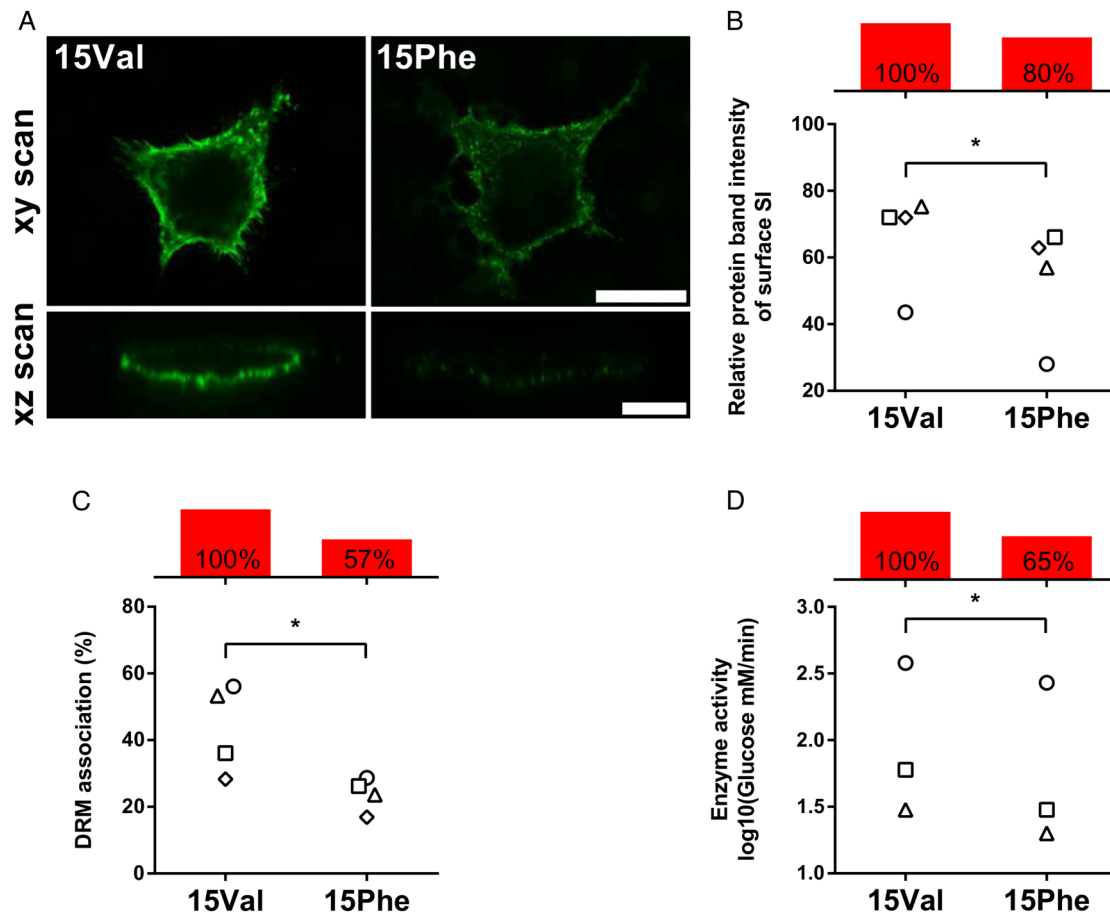 A
15Val
15Phe
xy scan
xz scan
B
100%
80%
Relative protein band intensity
of surface SI
100
80
60
40
20
*
15Val
15Phe
C
100%
57%
DRM association (%)
80
60
40
20
0
*
15Val
15Phe
D
100%
65%
Enzyme activity
log10(Glucose mM/min)
3.0
2.5
2.0
1.5
1.0
*
15Val
15Phe